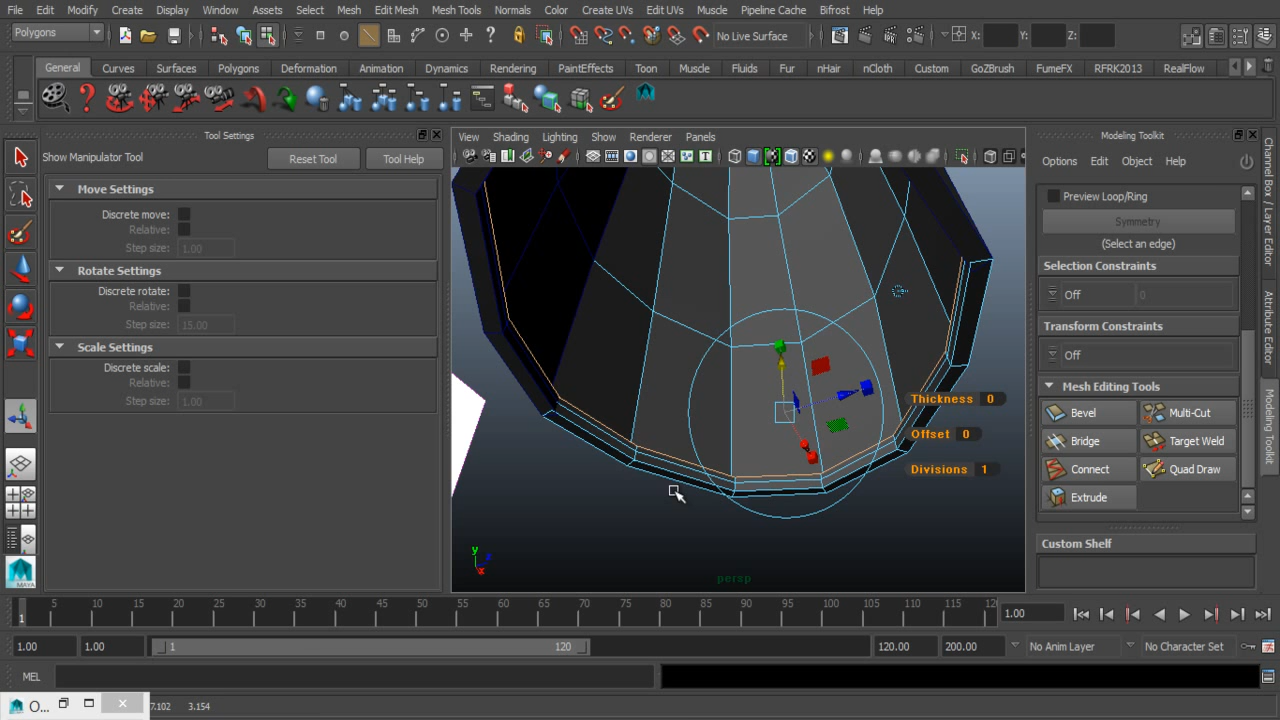 File Edit Modify Create Display Window Assets Select Mesh Edit Mesh Mesh Tools Normals Color Create UVs Edit UVs Muscle Pipeline Cache Bifrost Help
Polygons No Live Surface X: Y: Z:
General Curves Surfaces Polygons Deformation Animation Dynamics Rendering PaintEffects Toon Muscle Fluids Fur nHair nCloth Custom GoZBrush FumeFX RFRK2013 RealFlow
Tool Settings
Show Manipulator Tool Reset Tool Tool Help
Move Settings
Discrete move:
Relative:
Step size: 1.00
Rotate Settings
Discrete rotate:
Relative:
Step size: 15.00
Scale Settings
Discrete scale:
Relative:
Step size: 1.00
View Shading Lighting Show Renderer Panels
Thickness 0
Offset 0
Divisions 1
y
x
persp
Modeling Toolkit
Options Edit Object Help
Preview Loop/Ring
Symmetry
(Select an edge)
Selection Constraints
Off 0
Transform Constraints
Off
Mesh Editing Tools
Bevel Multi-Cut
Bridge Target Weld
Connect Quad Draw
Extrude
Custom Shelf
Channel Box / Layer Editor
Attribute Editor
Modeling Toolkit
MAYA
1 5 10 15 20 25 30 35 40 45 50 55 60 65 70 75 80 85 90 95 100 105 110 115 12 1.00
1.00 1.00 1 120 120.00 200.00 No Anim Layer No Character Set
MEL
O... 7.102 3.154